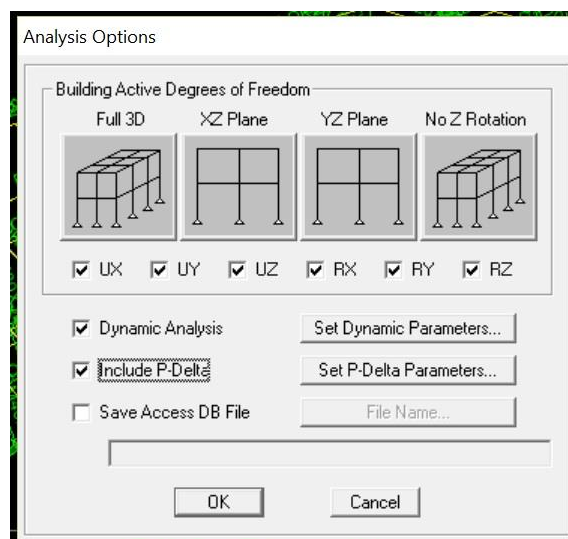 Analysis Options
Building Active Degrees of Freedom
Full 3D XZ Plane YZ Plane No Z Rotation
UX UY UZ RX RY RZ
Dynamic Analysis Set Dynamic Parameters...
Include P-Delta Set P-Delta Parameters...
Save Access DB File File Name...
OK Cancel